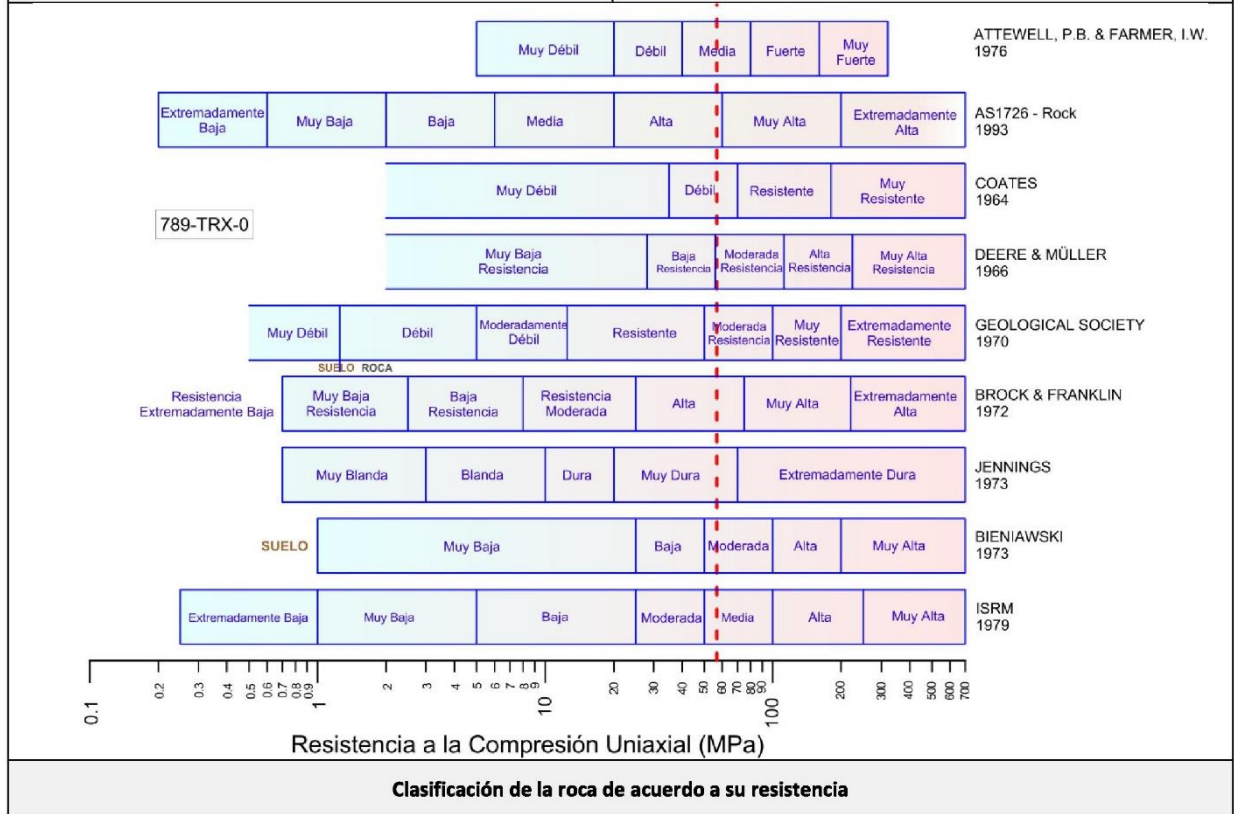 Muy Débil
Débil
Media
Fuerte
Muy
Fuerte
ATTEWELL, P.B. & FARMER, I.W.
1976
Extremadamente
Baja
Muy Baja
Baja
Media
Alta
Muy Alta
Extremadamente
Alta
AS1726 - Rock
1993
Muy Débil
Débil
Resistente
Muy
Resistente
COATES
1964
789-TRX-0
Muy Baja
Resistencia
Baja
Resistencia
Moderada
Resistencia
Alta
Resistencia
Muy Alta
Resistencia
DEERE & MÜLLER
1966
Muy Débil
Débil
Moderadamente
Débil
Resistente
Moderada
Resistencia
Muy
Resistente
Extremadamente
Resistente
GEOLOGICAL SOCIETY
1970
SUELO ROCA
Resistencia
Extremadamente Baja
Muy Baja
Resistencia
Baja
Resistencia
Resistencia
Moderada
Alta
Muy Alta
Extremadamente
Alta
BROCK & FRANKLIN
1972
Muy Blanda
Blanda
Dura
Muy Dura
Extremadamente Dura
JENNINGS
1973
SUELO
Muy Baja
Baja
Moderada
Alta
Muy Alta
BIENIAWSKI
1973
Extremadamente Baja
Muy Baja
Baja
Moderada
Media
Alta
Muy Alta
ISRM
1979
0.1 0.2 0.3 0.4 0.5 0.6 0.7 0.8 0.9 1 2 3 4 5 6 7 8 9 10 20 30 40 50 60 70 80 90 100 200 300 400 500 600 700
Resistencia a la Compresión Uniaxial (MPa)
Clasificación de la roca de acuerdo a su resistencia